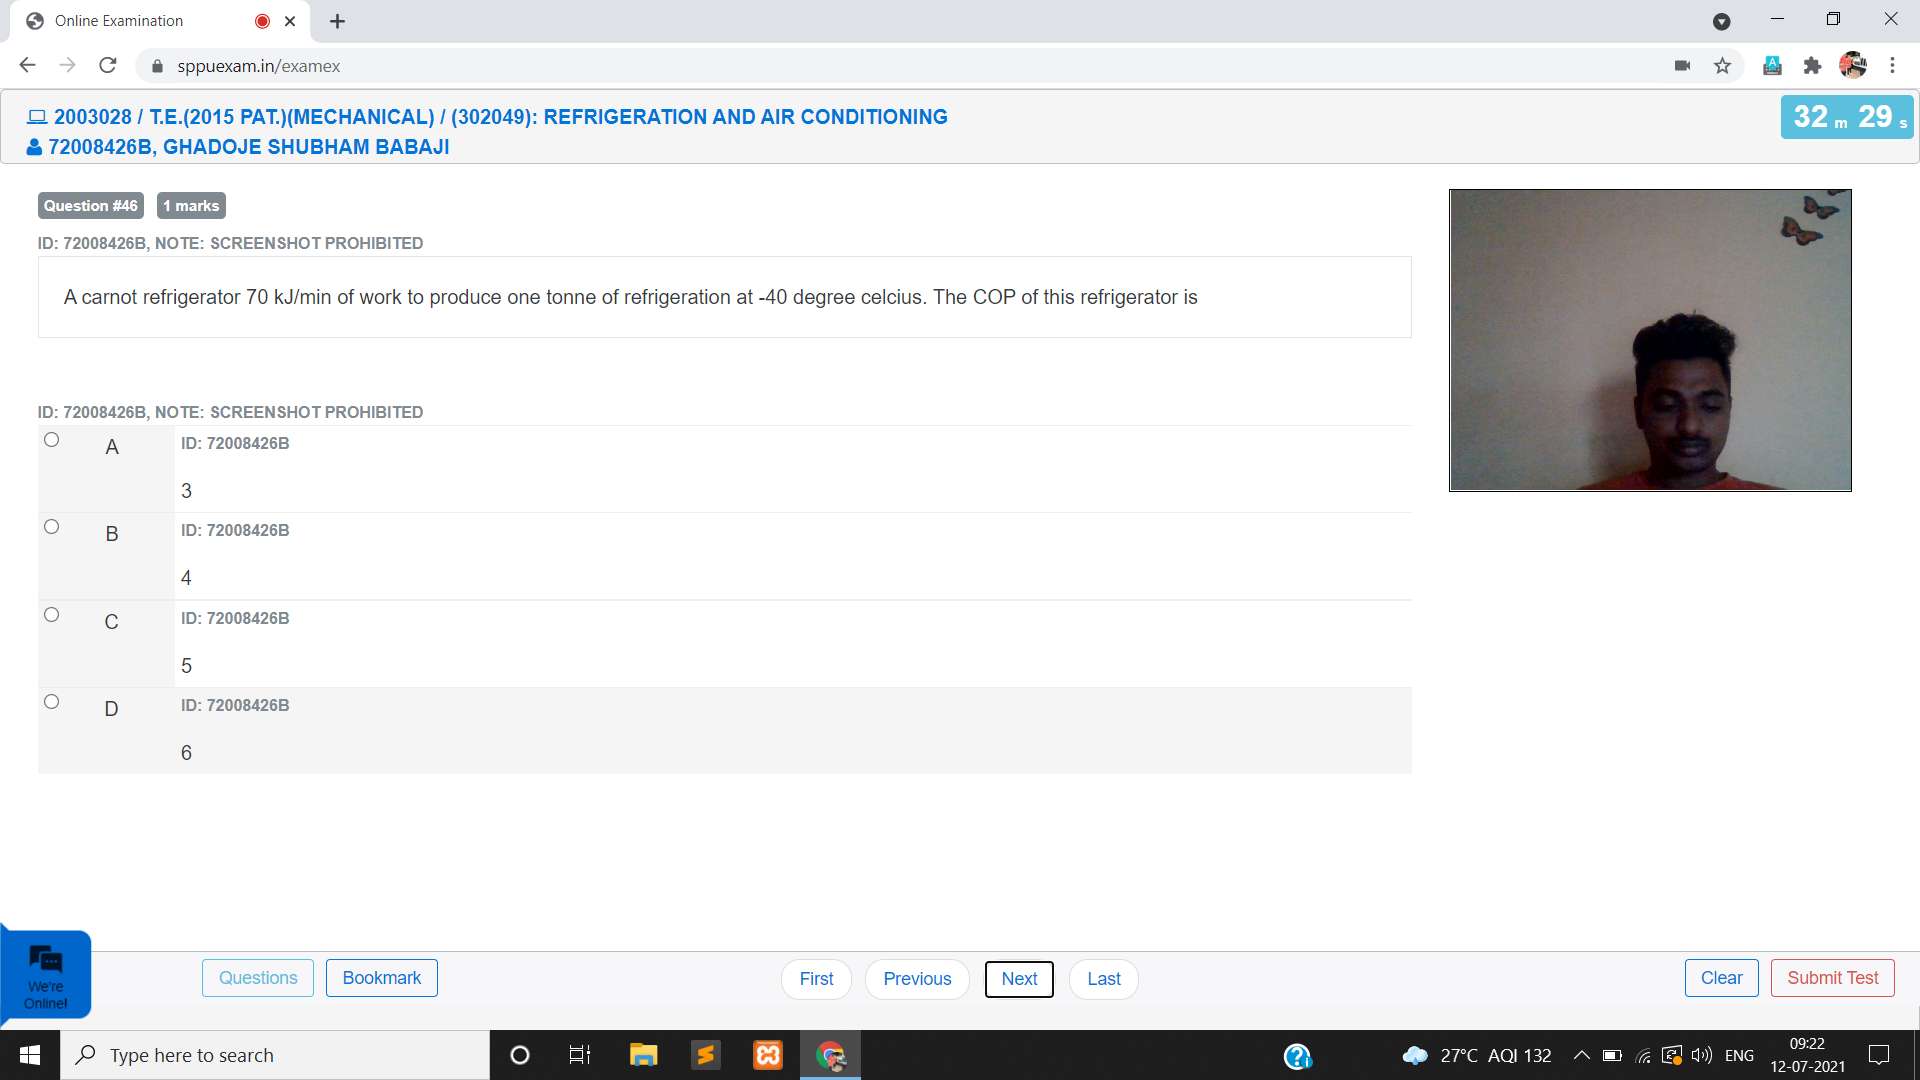 Online Examination
sppuexam.in/examex
2003028 / T.E.(2015 PAT.)(MECHANICAL) / (302049): REFRIGERATION AND AIR CONDITIONING
32 m 29 s
72008426B, GHADOJE SHUBHAM BABAJI
Question #46 1 marks
ID: 72008426B, NOTE: SCREENSHOT PROHIBITED
A carnot refrigerator 70 kJ/min of work to produce one tonne of refrigeration at -40 degree celcius. The COP of this refrigerator is
ID: 72008426B, NOTE: SCREENSHOT PROHIBITED
A ID: 72008426B
3
B ID: 72008426B
4
C ID: 72008426B
5
D ID: 72008426B
6
We're
Online!
Questions Bookmark First Previous Next Last Clear Submit Test
Type here to search
27°C AQI 132 ENG
09:22
12-07-2021